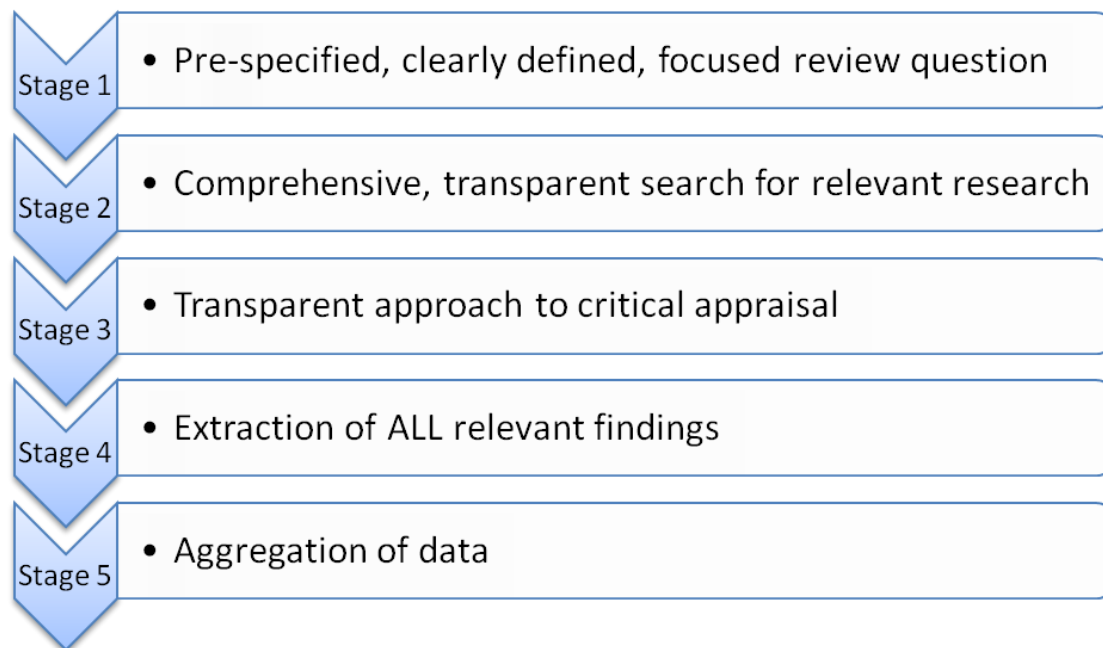 Stage 1
• Pre-specified, clearly defined, focused review question
Stage 2
• Comprehensive, transparent search for relevant research
Stage 3
• Transparent approach to critical appraisal
Stage 4
• Extraction of ALL relevant findings
Stage 5
• Aggregation of data